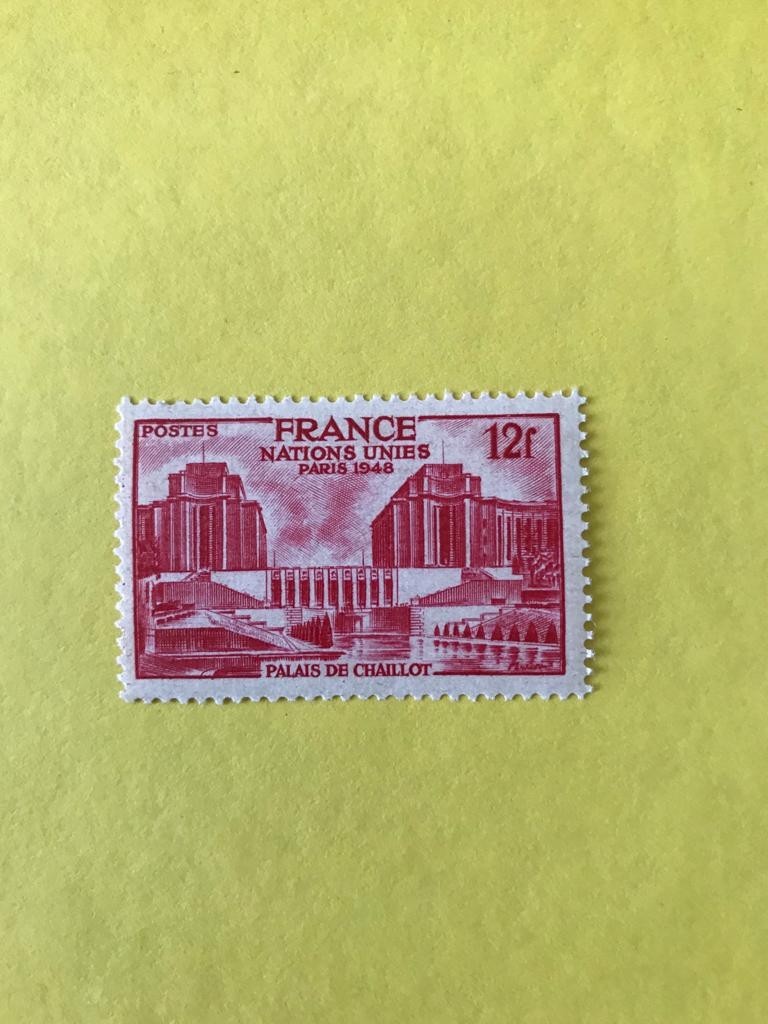 POSTES
FRANCE
12f
NATIONS UNIES
PARIS 1948
PALAIS DE CHAILLOT